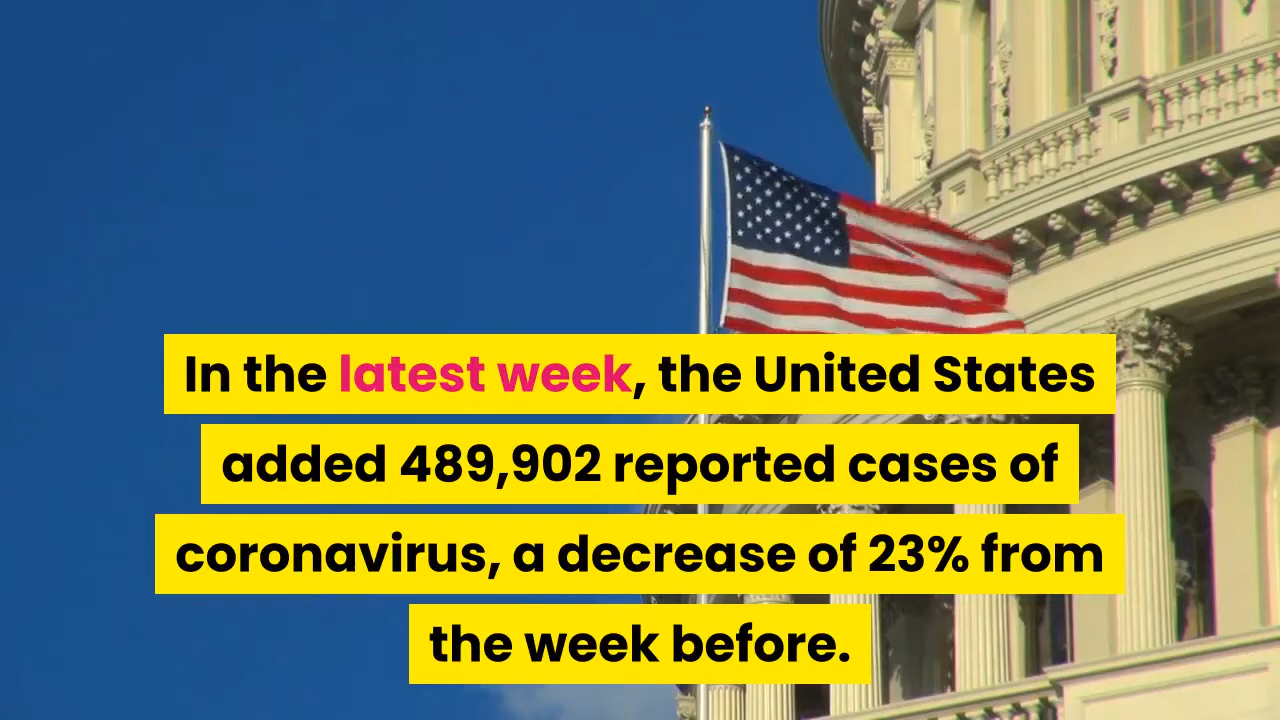 In the latest week, the United States
added 489,902 reported cases of
coronavirus, a decrease of 23% from
the week before.